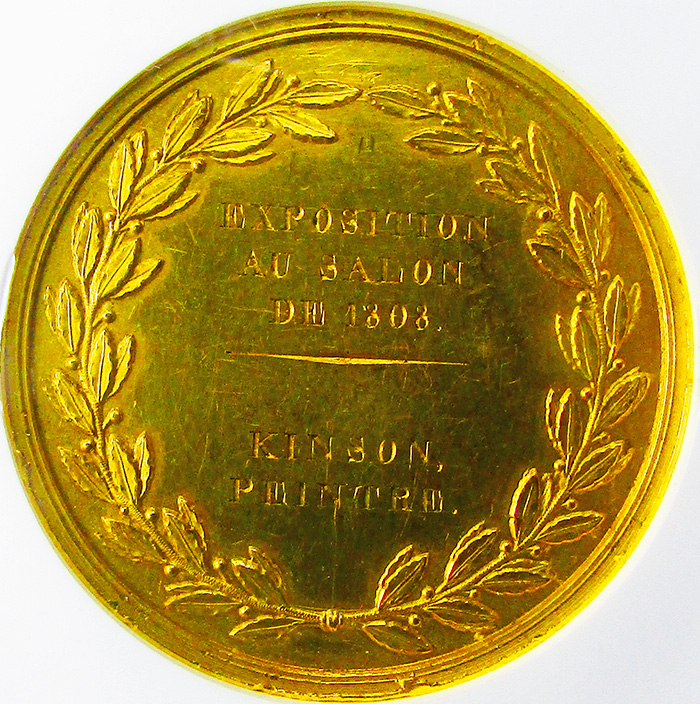 EXPOSITION
AU SALON
DE 1808.
KINSON,
PEINTRE.